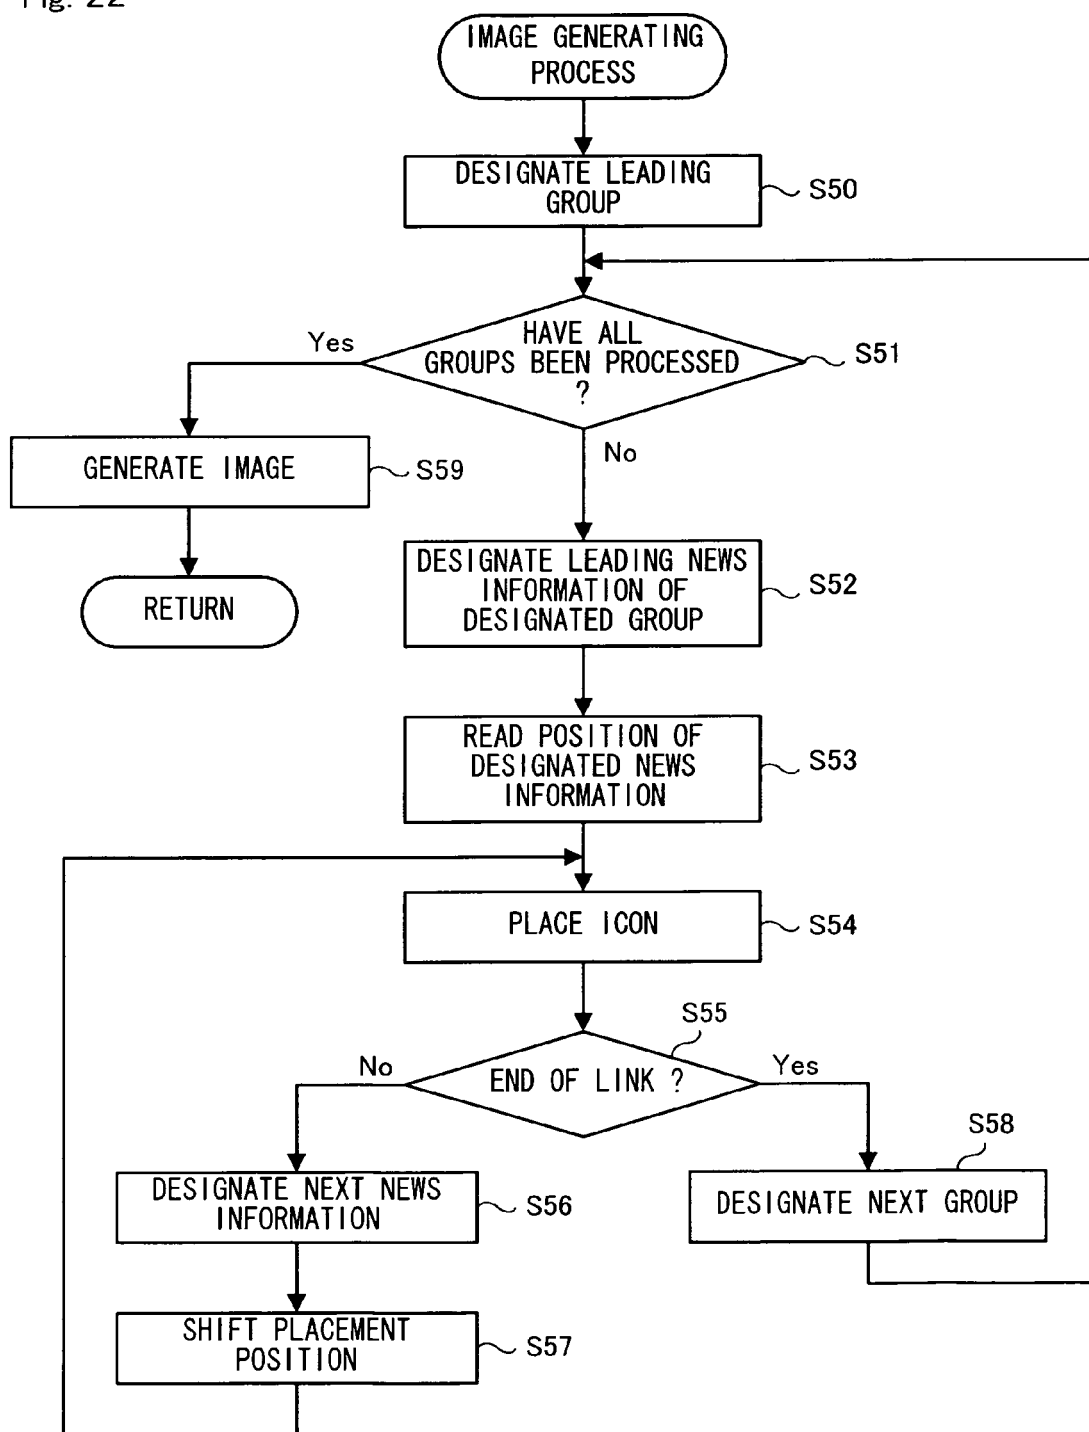 Fig. 22
IMAGE GENERATING
PROCESS
DESIGNATE LEADING
GROUP
S50
HAVE ALL
GROUPS BEEN PROCESSED
?
S51
Yes
No
GENERATE IMAGE
S59
RETURN
DESIGNATE LEADING NEWS
INFORMATION OF
DESIGNATED GROUP
S52
READ POSITION OF
DESIGNATED NEWS
INFORMATION
S53
PLACE ICON
S54
END OF LINK ?
S55
No
Yes
DESIGNATE NEXT NEWS
INFORMATION
S56
DESIGNATE NEXT GROUP
S58
SHIFT PLACEMENT
POSITION
S57